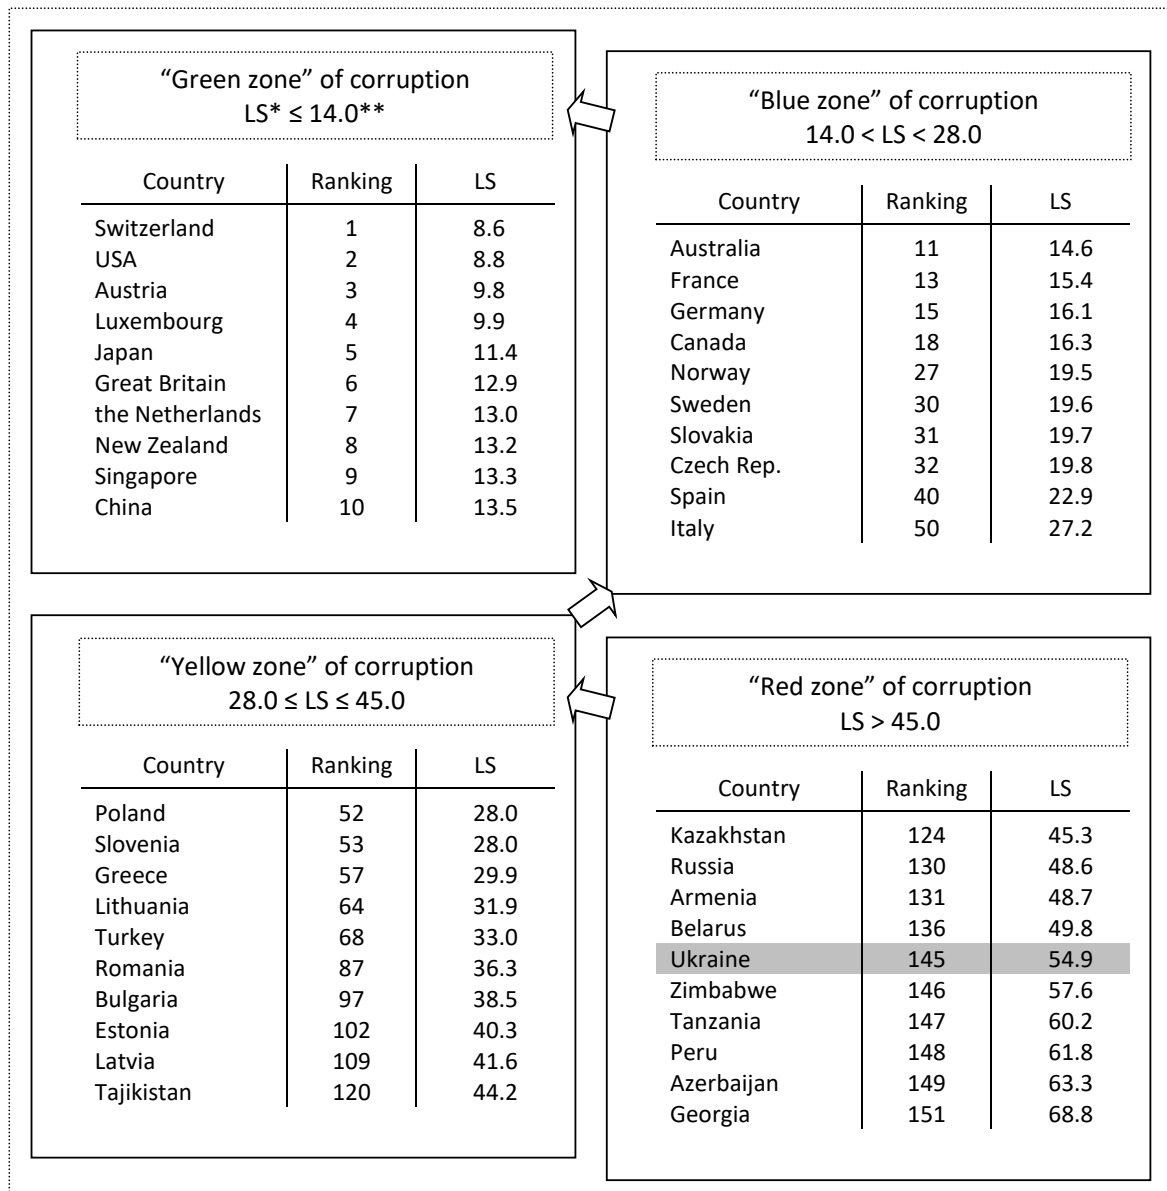 “Green zone” of corruption
LS* ≤ 14.0**
Country Ranking LS
Switzerland 1 8.6
USA 2 8.8
Austria 3 9.8
Luxembourg 4 9.9
Japan 5 11.4
Great Britain 6 12.9
the Netherlands 7 13.0
New Zealand 8 13.2
Singapore 9 13.3
China 10 13.5
“Blue zone” of corruption
14.0 < LS < 28.0
Country Ranking LS
Australia 11 14.6
France 13 15.4
Germany 15 16.1
Canada 18 16.3
Norway 27 19.5
Sweden 30 19.6
Slovakia 31 19.7
Czech Rep. 32 19.8
Spain 40 22.9
Italy 50 27.2
“Yellow zone” of corruption
28.0 ≤ LS ≤ 45.0
Country Ranking LS
Poland 52 28.0
Slovenia 53 28.0
Greece 57 29.9
Lithuania 64 31.9
Turkey 68 33.0
Romania 87 36.3
Bulgaria 97 38.5
Estonia 102 40.3
Latvia 109 41.6
Tajikistan 120 44.2
“Red zone” of corruption
LS > 45.0
Country Ranking LS
Kazakhstan 124 45.3
Russia 130 48.6
Armenia 131 48.7
Belarus 136 49.8
Ukraine 145 54.9
Zimbabwe 146 57.6
Tanzania 147 60.2
Peru 148 61.8
Azerbaijan 149 63.3
Georgia 151 68.8